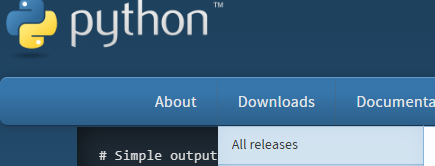 python™
About Downloads Documenta
All releases
# Simple output